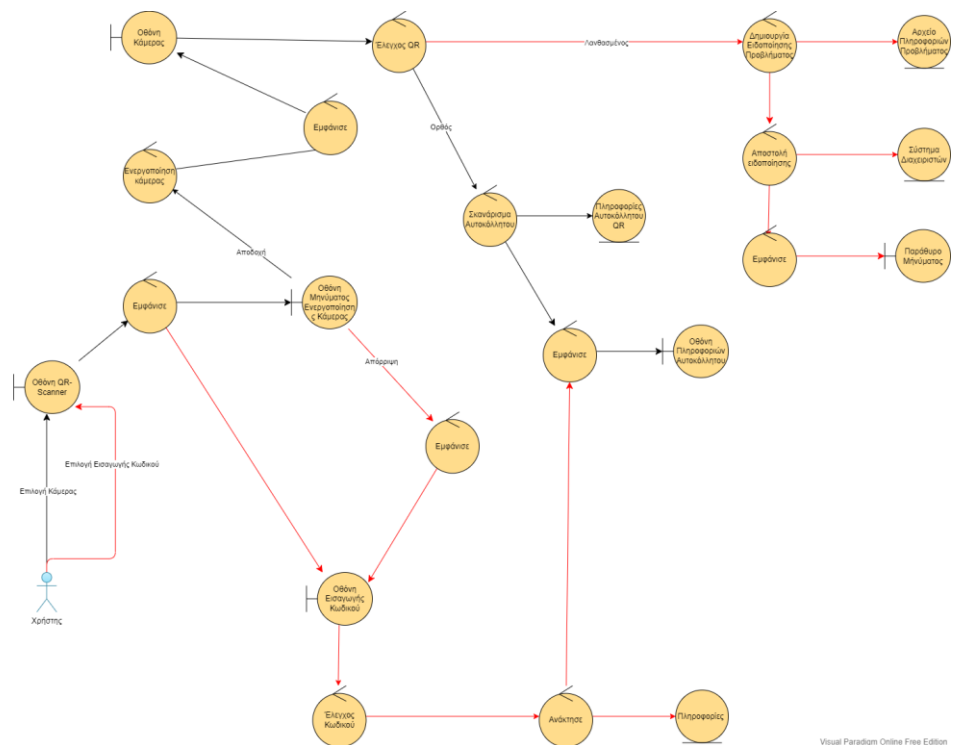 Οθόνη
Κάμερας
Έλεγχος QR
Λανθασμένος
Δημιουργία
Ειδοποίησης
Προβλήματος
Αρχείο
Πληροφοριών
Προβλήματος
Εμφάνισε
Ορθός
Ενεργοποίηση
κάμερας
Αποστολή
ειδοποίησης
Σύστημα
Διαχειριστών
Σκανάρισμα
Αυτοκόλλητου
Πληροφορίες
Αυτοκόλλητου
QR
Αποδοχή
Εμφάνισε
Παράθυρο
Μήνύματος
Εμφάνισε
Οθόνη
Μηνύματος
Ενεργοποίηση
ς Κάμερας
Απόρριψη
Εμφάνισε
Οθόνη
Πληροφοριών
Αυτοκόλλητου
Οθόνη QR-
Scanner
Εμφάνισε
Επιλογή Εισαγωγής Κωδικού
Επιλογή Κάμερας
Οθόνη
Εισαγωγής
Κωδικού
Χρήστης
Έλεγχος
Κωδικού
Ανάκτησε
Πληροφορίες
Visual Paradigm Online Free Edition